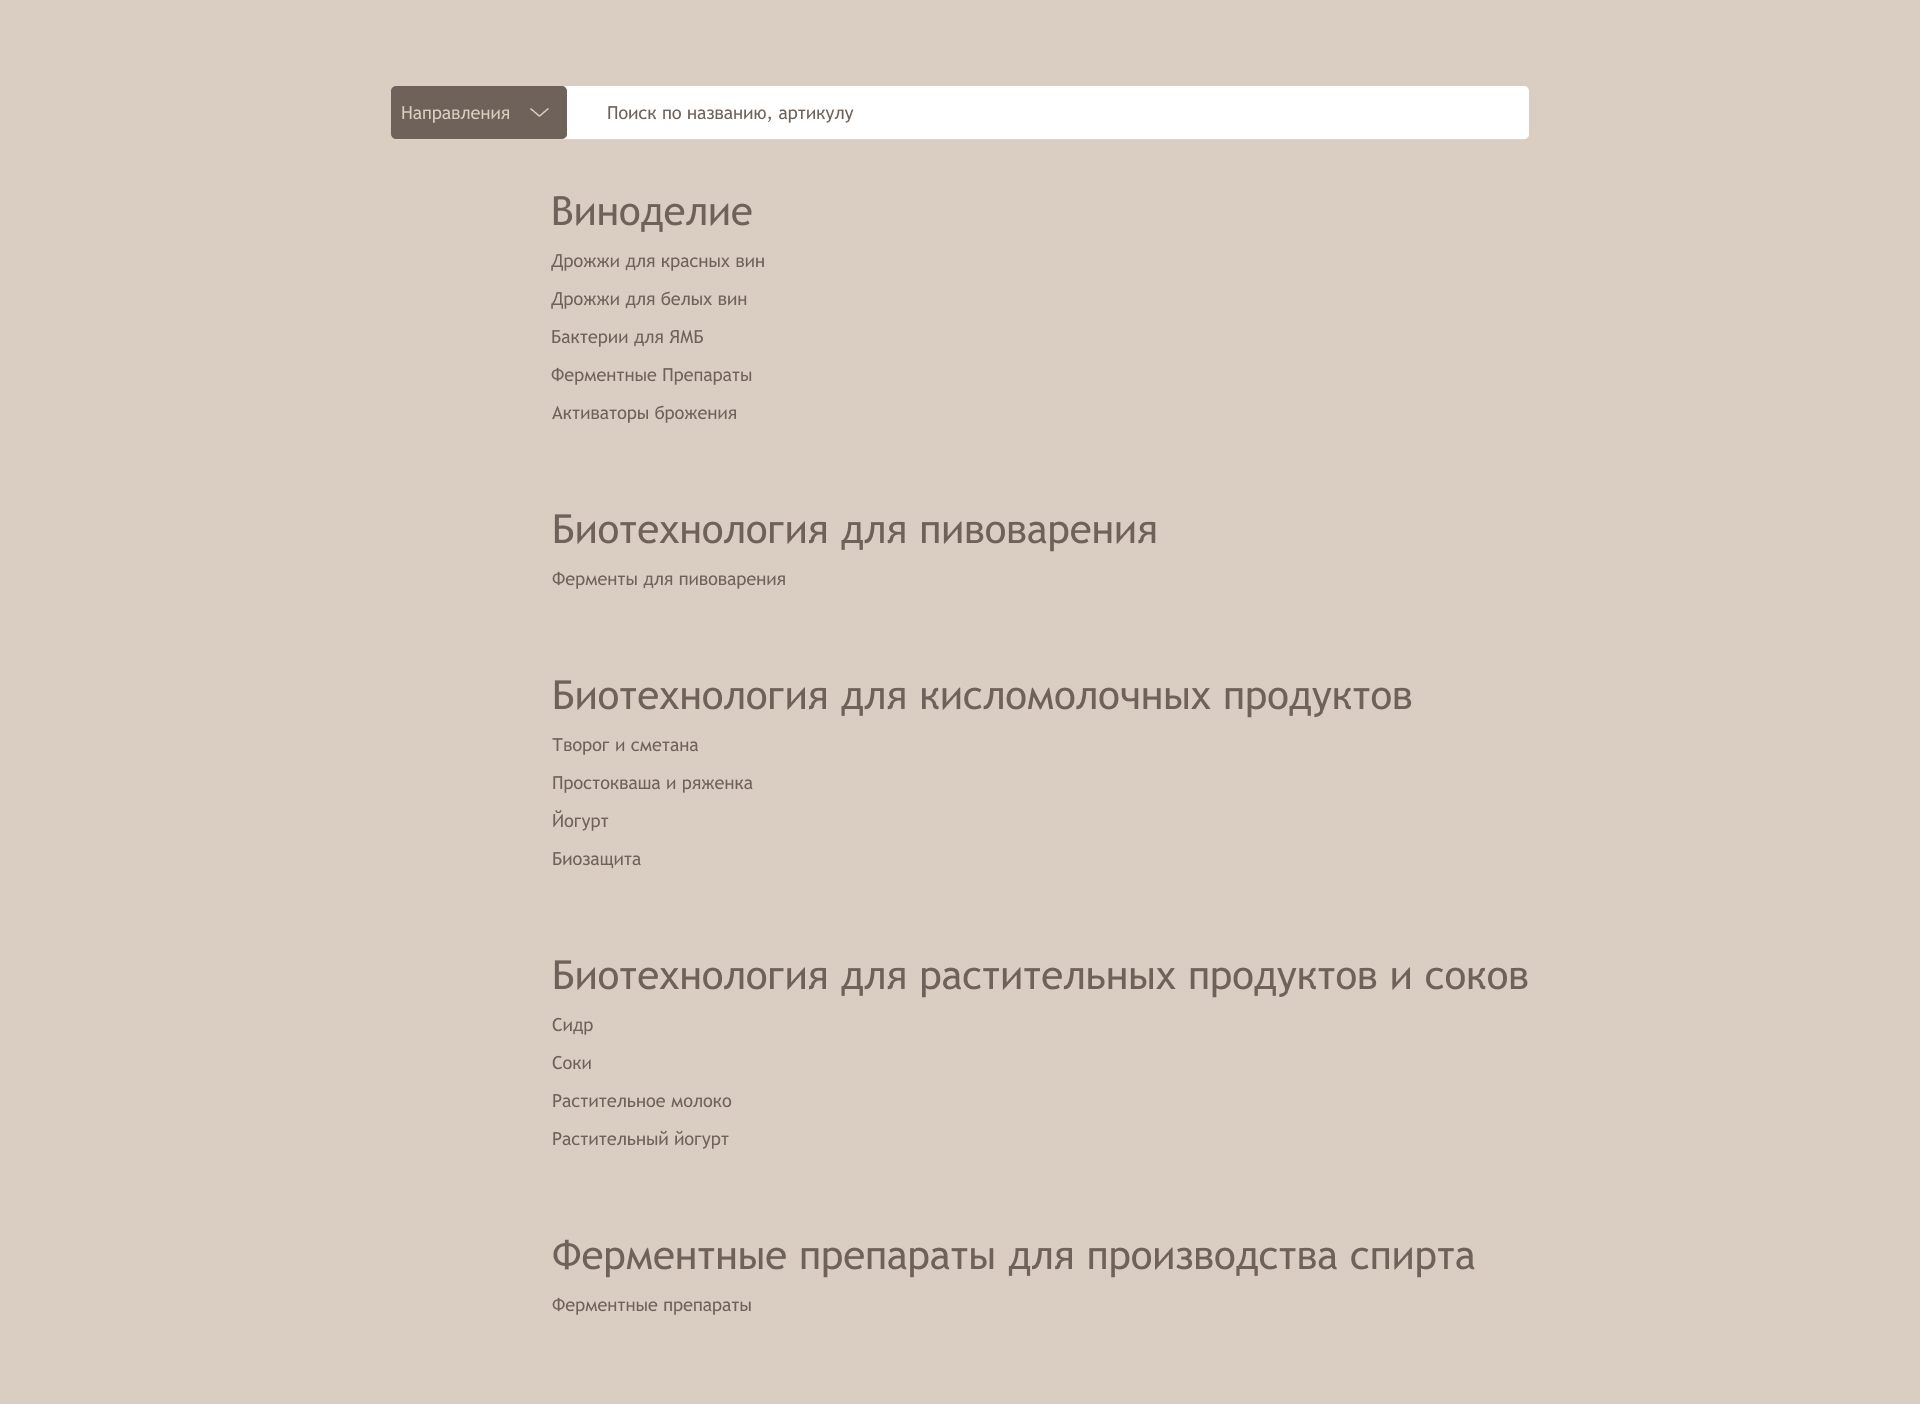 Направления
Поиск по названию, артикулу
Виноделие
Дрожжи для красных вин
Дрожжи для белых вин
Бактерии для ЯМБ
Ферментные Препараты
Активаторы брожения
Биотехнология для пивоварения
Ферменты для пивоварения
Биотехнология для кисломолочных продуктов
Творог и сметана
Простокваша и ряженка
Йогурт
Биозащита
Биотехнология для растительных продуктов и соков
Сидр
Соки
Растительное молоко
Растительный йогурт
Ферментные препараты для производства спирта
Ферментные препараты